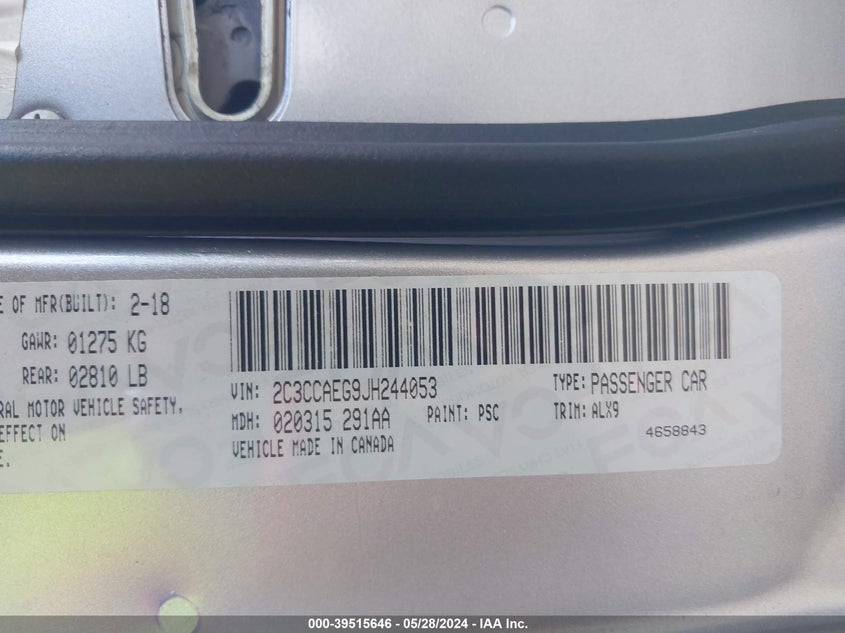 E OF MFR(BUILT): 2-18
GAWR: 01275 KG
REAR: 02810 LB
RAL MOTOR VEHICLE SAFETY,
EFFECT ON
E.
VIN: 2C3CCAEG9JH244053
TYPE: PASSENGER CAR
MDH: 020315 291AA
PAINT: PSC
TRIM: ALX9
VEHICLE MADE IN CANADA
4658843
000-39515646 - 05/28/2024 - IAA Inc.